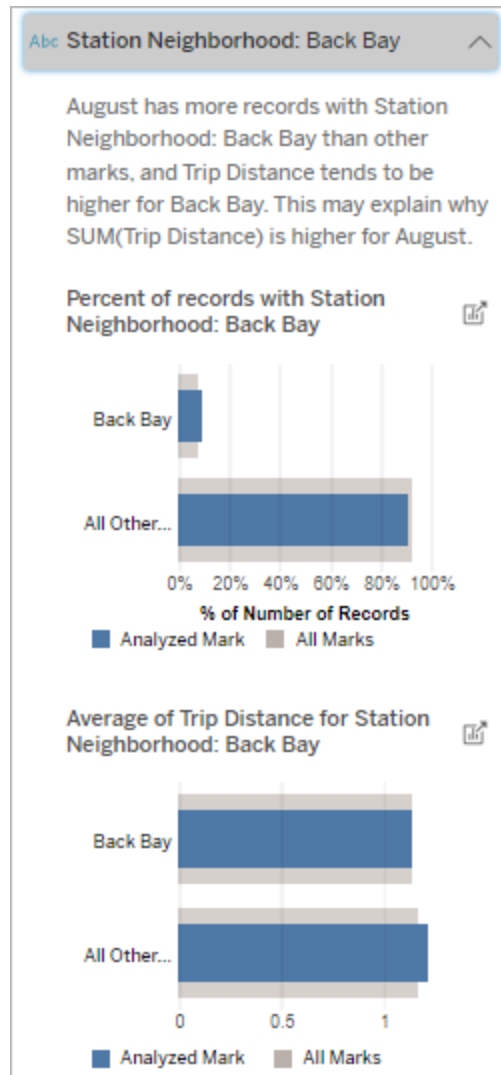 Abc Station Neighborhood: Back Bay
August has more records with Station
Neighborhood: Back Bay than other
marks, and Trip Distance tends to be
higher for Back Bay. This may explain why
SUM(Trip Distance) is higher for August.
Percent of records with Station
Neighborhood: Back Bay
Back Bay
All Other...
0% 20% 40% 60% 80% 100%
% of Number of Records
Analyzed Mark All Marks
Average of Trip Distance for Station
Neighborhood: Back Bay
Back Bay
All Other...
0 0.5 1
Analyzed Mark All Marks